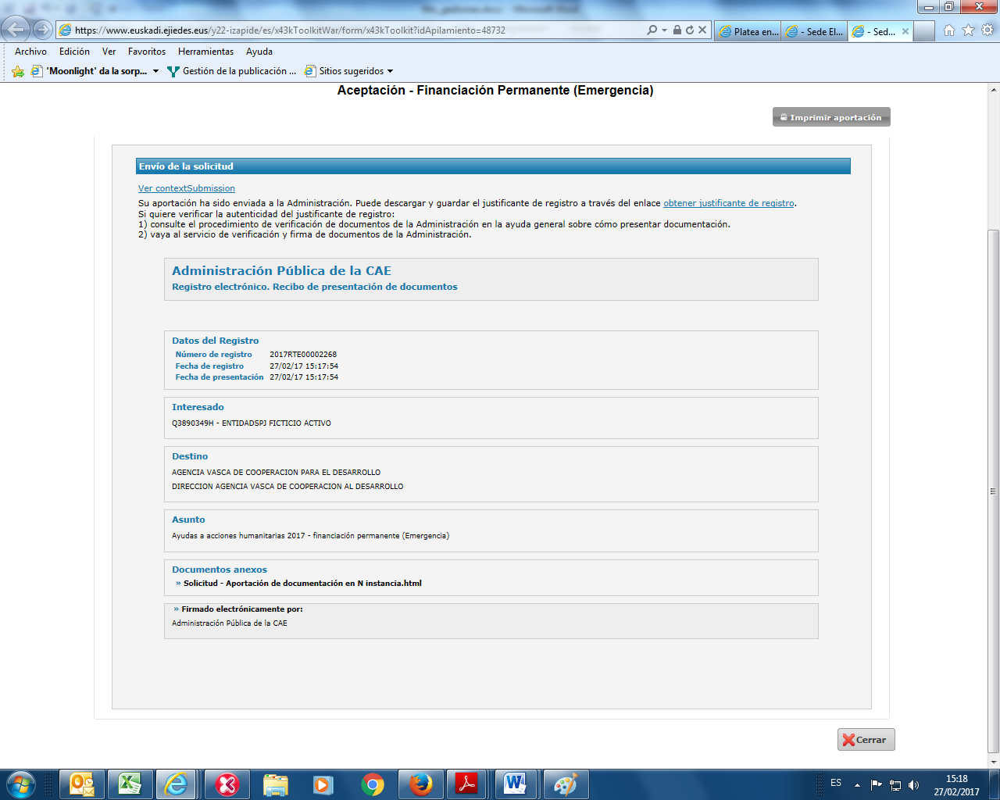 https://www.euskadi.ejiedes.eus/y22-izapide/es/x43kToolkitWar/form/x43kToolkit?idApilamiento=48732
Platea en...
- Sede El...
- Sed...
Archivo Edición Ver Favoritos Herramientas Ayuda
'Moonlight' da la sorp...
Gestión de la publicación ...
Sitios sugeridos
Aceptación - Financiación Permanente (Emergencia)
Imprimir aportación
Envío de la solicitud
Ver contextSubmission
Su aportación ha sido enviada a la Administración. Puede descargar y guardar el justificante de registro a través del enlace obtener justificante de registro.
Si quiere verificar la autenticidad del justificante de registro:
1) consulte el procedimiento de verificación de documentos de la Administración en la ayuda general sobre cómo presentar documentación.
2) vaya al servicio de verificación y firma de documentos de la Administración.
Administración Pública de la CAE
Registro electrónico. Recibo de presentación de documentos
Datos del Registro
Número de registro 2017RTE00002268
Fecha de registro 27/02/17 15:17:54
Fecha de presentación 27/02/17 15:17:54
Interesado
Q3890349H - ENTIDADSPJ FICTICIO ACTIVO
Destino
AGENCIA VASCA DE COOPERACION PARA EL DESARROLLO
DIRECCION AGENCIA VASCA DE COOPERACION AL DESARROLLO
Asunto
Ayudas a acciones humanitarias 2017 - financiación permanente (Emergencia)
Documentos anexos
» Solicitud - Aportación de documentación en N instancia.html
» Firmado electrónicamente por:
Administración Pública de la CAE
Cerrar
ES
15:18
27/02/2017